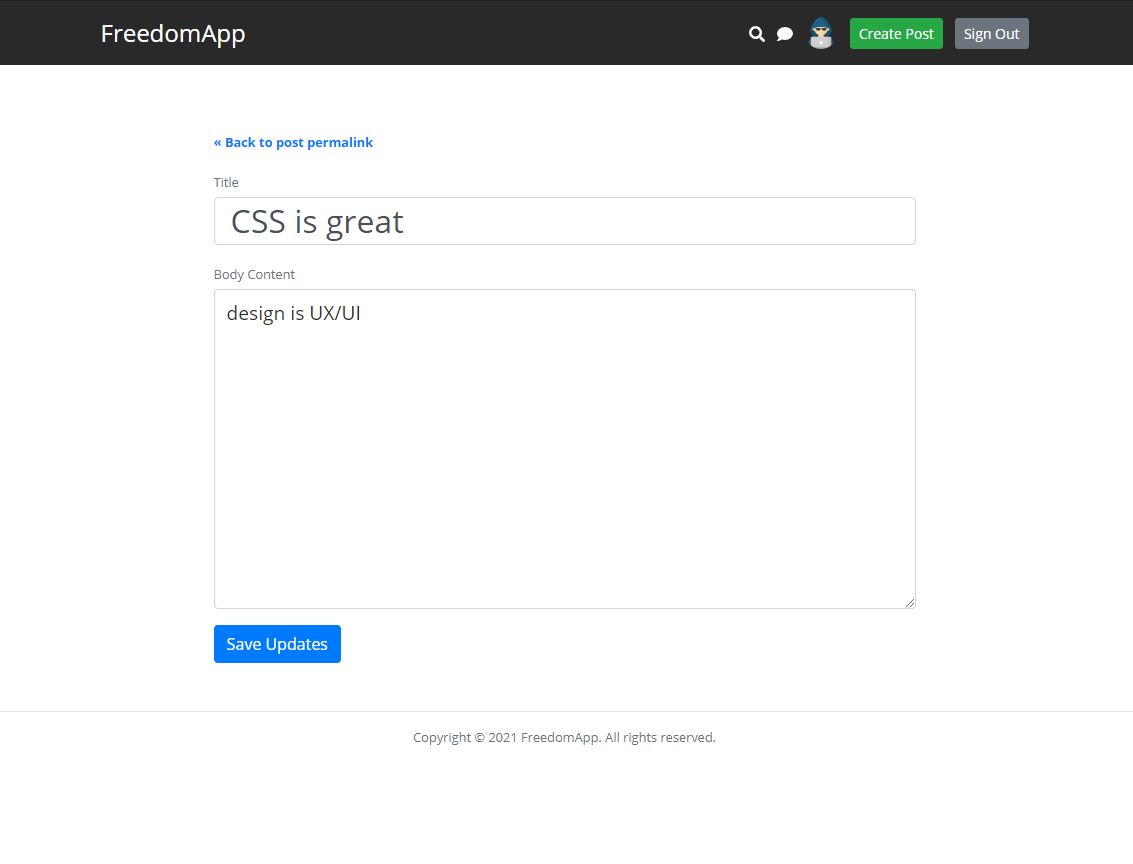 FreedomApp
Create Post
Sign Out
« Back to post permalink
Title
CSS is great
Body Content
design is UX/UI
Save Updates
Copyright © 2021 FreedomApp. All rights reserved.